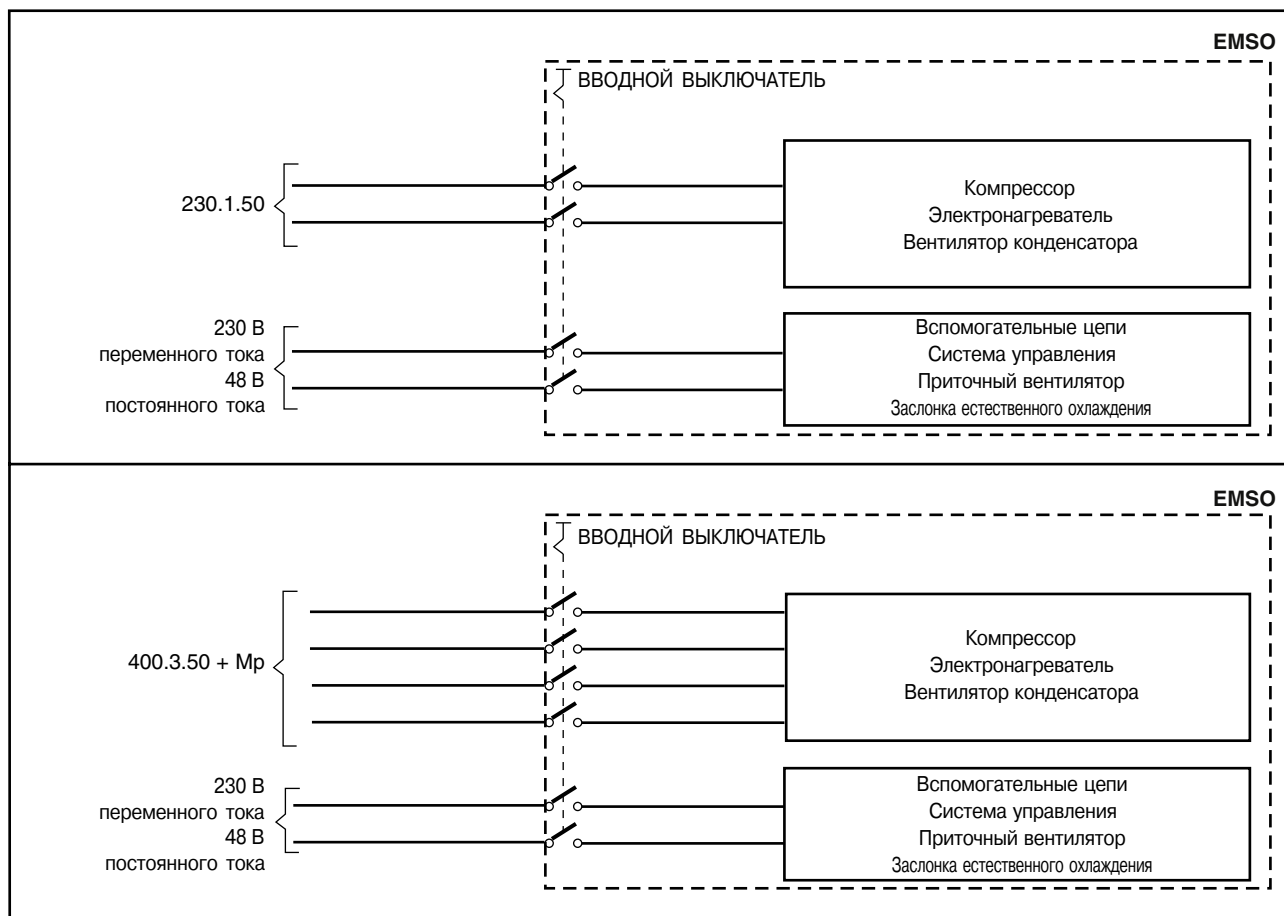 EMSO
ВВОДНОЙ ВЫКЛЮЧАТЕЛЬ
230.1.50
Компрессор
Электронагреватель
Вентилятор конденсатора
230 В
переменного тока
48 В
постоянного тока
Вспомогательные цепи
Система управления
Приточный вентилятор
Заслонка естественного охлаждения
EMSO
ВВОДНОЙ ВЫКЛЮЧАТЕЛЬ
400.3.50 + Мр
Компрессор
Электронагреватель
Вентилятор конденсатора
230 В
переменного тока
48 В
постоянного тока
Вспомогательные цепи
Система управления
Приточный вентилятор
Заслонка естественного охлаждения